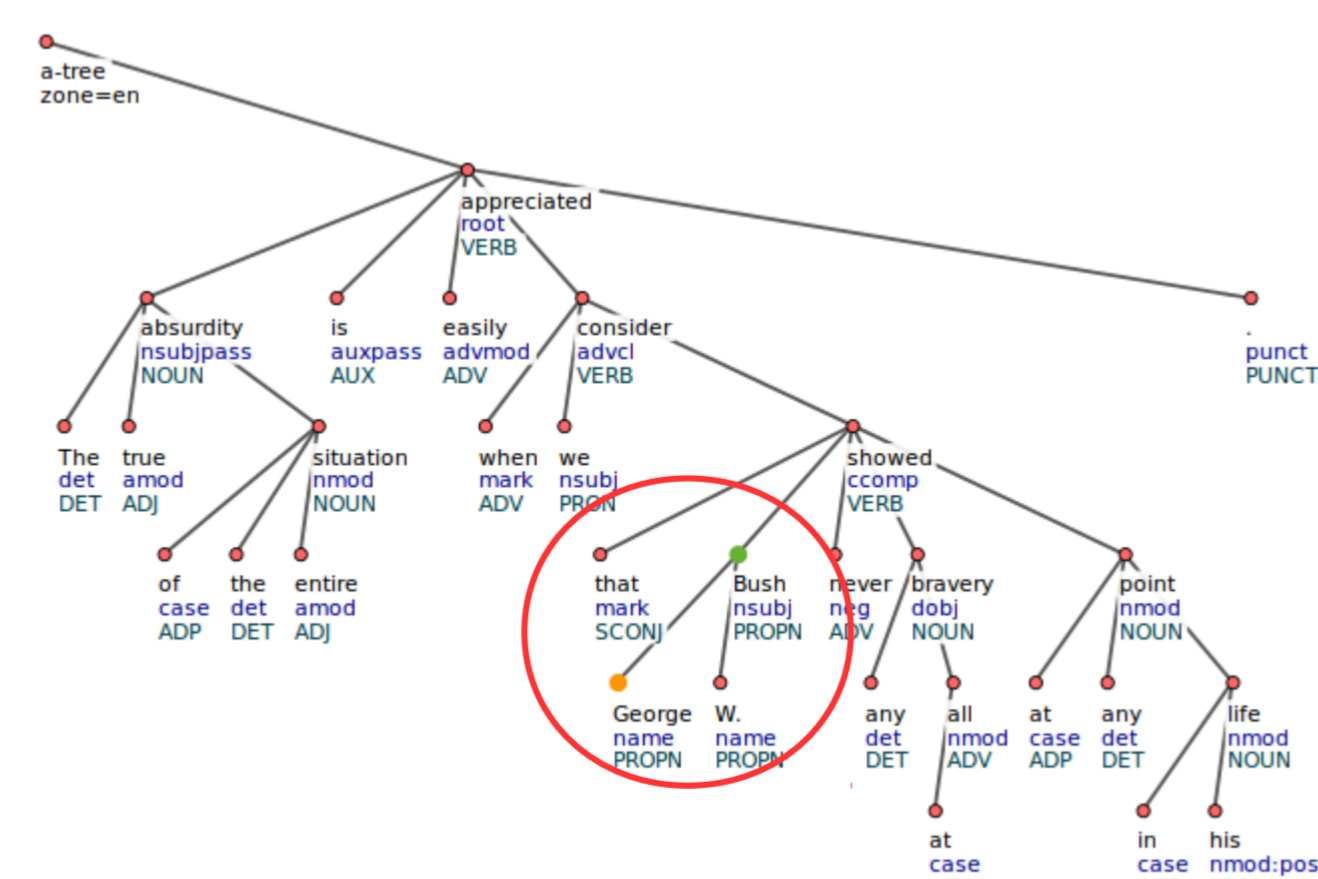 a-tree
zone=en
appreciated
root
VERB
absurdity
nsubjpass
NOUN
is
auxpass
AUX
easily
advmod
ADV
consider
advcl
VERB
.
punct
PUNCT
The
det
DET
true
amod
ADJ
situation
nmod
NOUN
when
mark
ADV
we
nsubj
PRON
showed
ccomp
VERB
of
case
ADP
the
det
DET
entire
amod
ADJ
that
mark
SCONJ
Bush
nsubj
PROPN
never
neg
ADV
bravery
dobj
NOUN
point
nmod
NOUN
George
name
PROPN
W.
name
PROPN
any
det
DET
all
nmod
ADV
at
case
ADP
any
det
DET
life
nmod
NOUN
at
case
in
case
his
nmod:pos